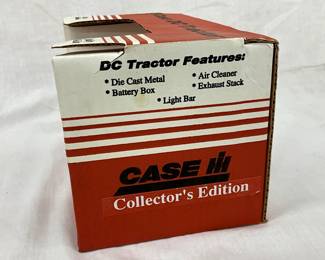 DC Tractor Features:
• Die Cast Metal • Air Cleaner
• Battery Box • Exhaust Stack
• Light Bar
CASE IH
Collector's Edition